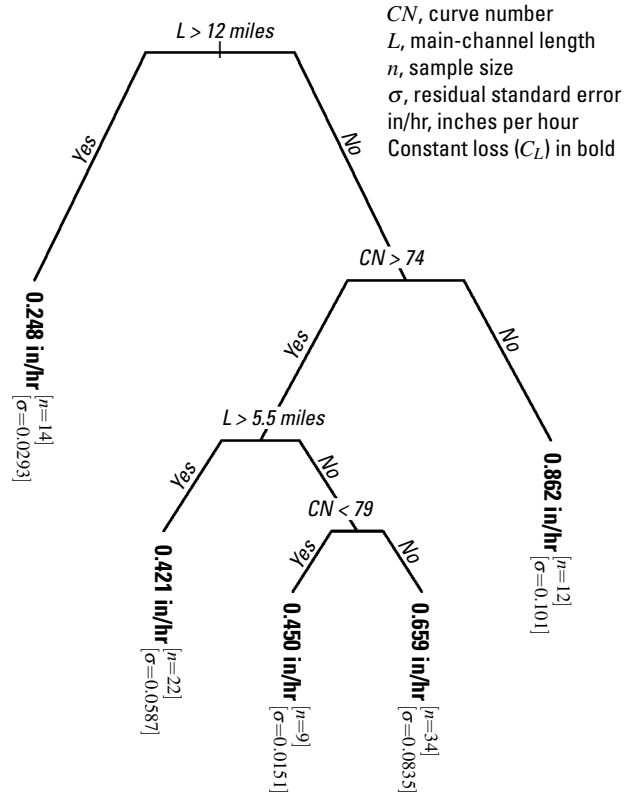 CN, curve number
L, main-channel length
n, sample size
σ, residual standard error
in/hr, inches per hour
Constant loss (C_L) in bold
L > 12 miles
Yes
No
CN > 74
0.248 in/hr
[n=14]
[σ=0.0293]
Yes
No
L > 5.5 miles
Yes
No
0.862 in/hr
[n=12]
[σ=0.101]
CN < 79
0.421 in/hr
[n=22]
[σ=0.0587]
Yes
No
0.450 in/hr
[n=9]
[σ=0.0151]
0.659 in/hr
[n=34]
[σ=0.0835]